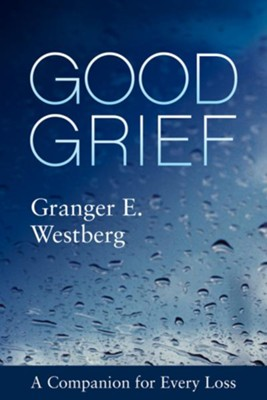 GOOD
GRIEF
Granger E.
Westberg
A Companion for Every Loss